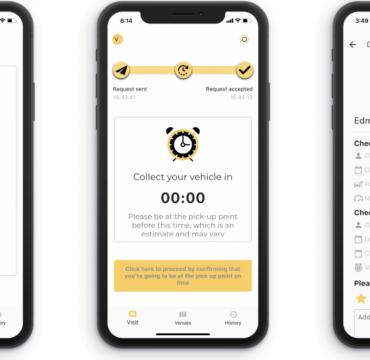 6:14
V
Request sent
Request accepted
15:43:41
15:44:13
Collect your vehicle in
00:00
Please be at the pick-up point
before this time, which is an
estimate and may vary
Click here to proceed by confirming that
you're going to be at the pick up point on
time
Visit
Venues
History
3:49
Edm
Chec
Chec
Plea
Add